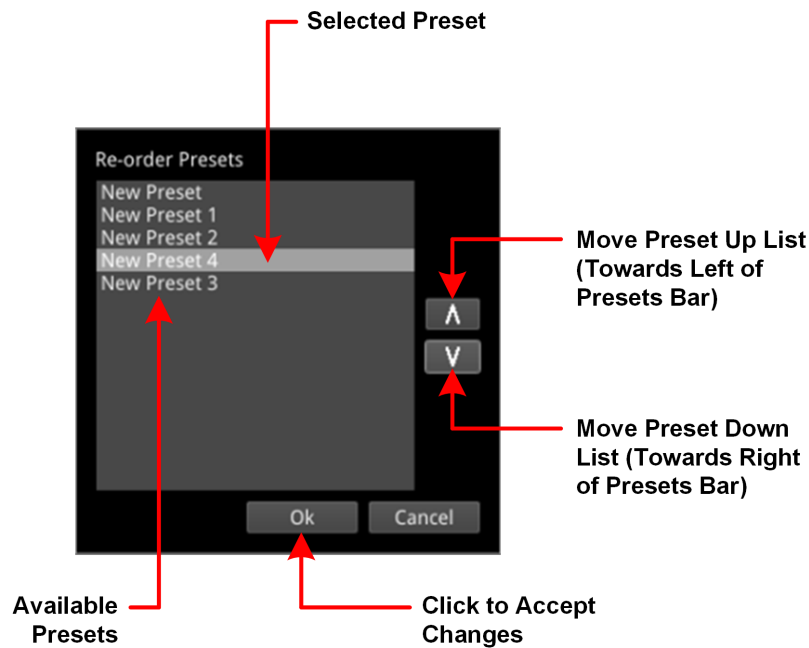 Selected Preset
Re-order Presets
New Preset
New Preset 1
New Preset 2
New Preset 4
New Preset 3
Move Preset Up List
(Towards Left of
Presets Bar)
Λ
V
Move Preset Down
List (Towards Right
of Presets Bar)
Ok
Cancel
Available
Presets
Click to Accept
Changes